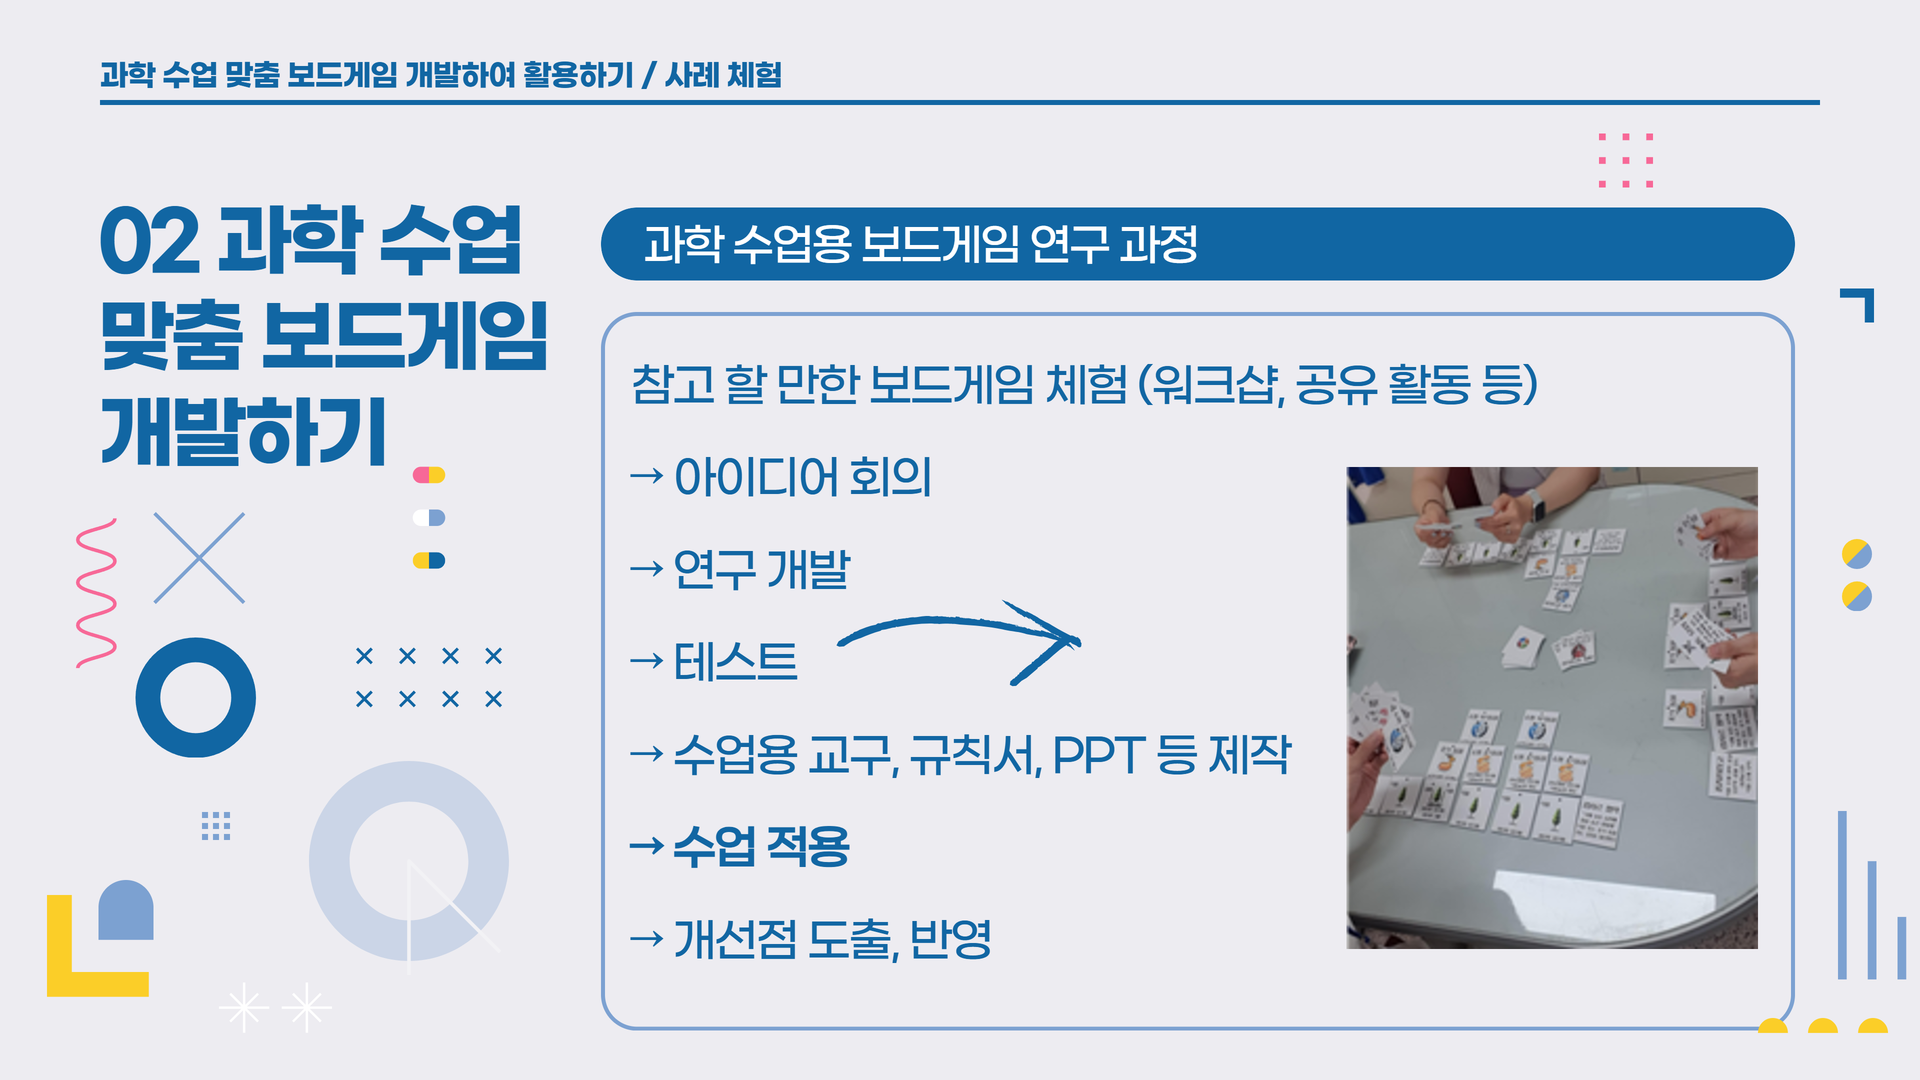 과학 수업 맞춤 보드게임 개발하여 활용하기 / 사례 체험
02 과학 수업
맞춤 보드게임
개발하기
과학 수업용 보드게임 연구 과정
참고 할 만한 보드게임 체험 (워크샵, 공유 활동 등)
→ 아이디어 회의
→ 연구 개발
→ 테스트
→ 수업용 교구, 규칙서, PPT 등 제작
→ 수업 적용
→ 개선점 도출, 반영